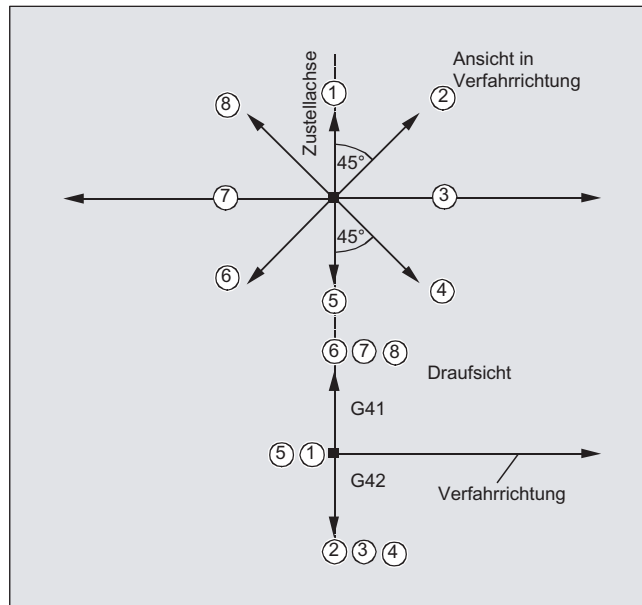 Zustellachse
Ansicht in
Verfahrrichtung
1
2
8
45°
7
3
45°
6
4
5
6 7 8
Draufsicht
G41
5 1
G42
Verfahrrichtung
2 3 4